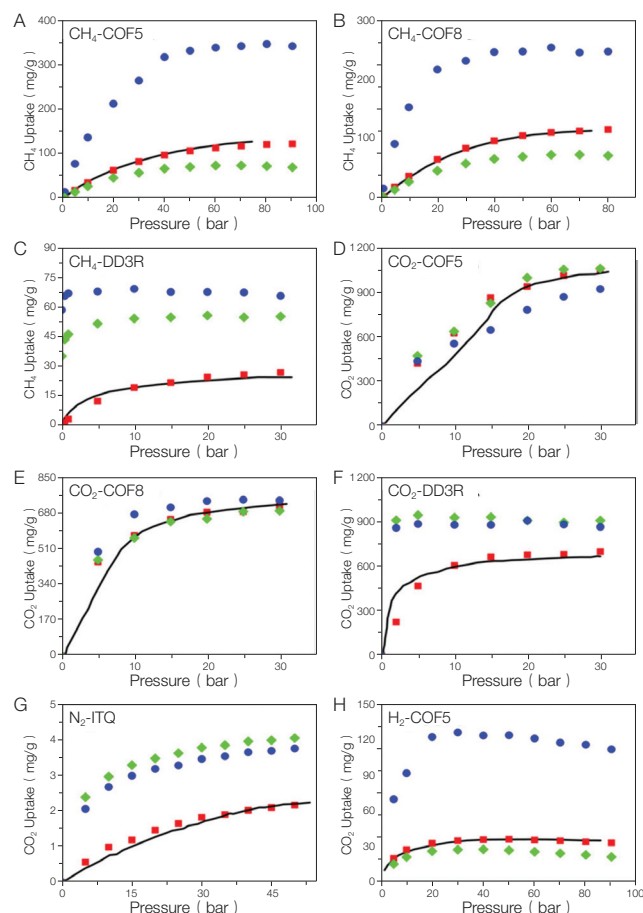 A
CH₄-COF5
400
300
200
100
0
CH₄ Uptake ( mg/g )
0 20 40 60 80 100
Pressure ( bar )
B
CH₄-COF8
300
200
100
0
CH₄ Uptake ( mg/g )
0 20 40 60 80
Pressure ( bar )
C
CH₄-DD3R
90
75
60
45
30
15
0
CH₄ Uptake ( mg/g )
0 10 20 30
Pressure ( bar )
D
CO₂-COF5
1200
900
600
300
0
CO₂ Uptake ( mg/g )
0 10 20 30
Pressure ( bar )
E
CO₂-COF8
850
680
510
340
170
0
CO₂ Uptake ( mg/g )
0 10 20 30
Pressure ( bar )
F
CO₂-DD3R
1200
900
600
300
0
CO₂ Uptake ( mg/g )
0 10 20 30
Pressure ( bar )
G
N₂-ITQ
5
4
3
2
1
0
CO₂ Uptake ( mg/g )
0 15 30 45
Pressure ( bar )
H
H₂-COF5
150
120
90
60
30
0
CO₂ Uptake ( mg/g )
0 20 40 60 80 100
Pressure ( bar )